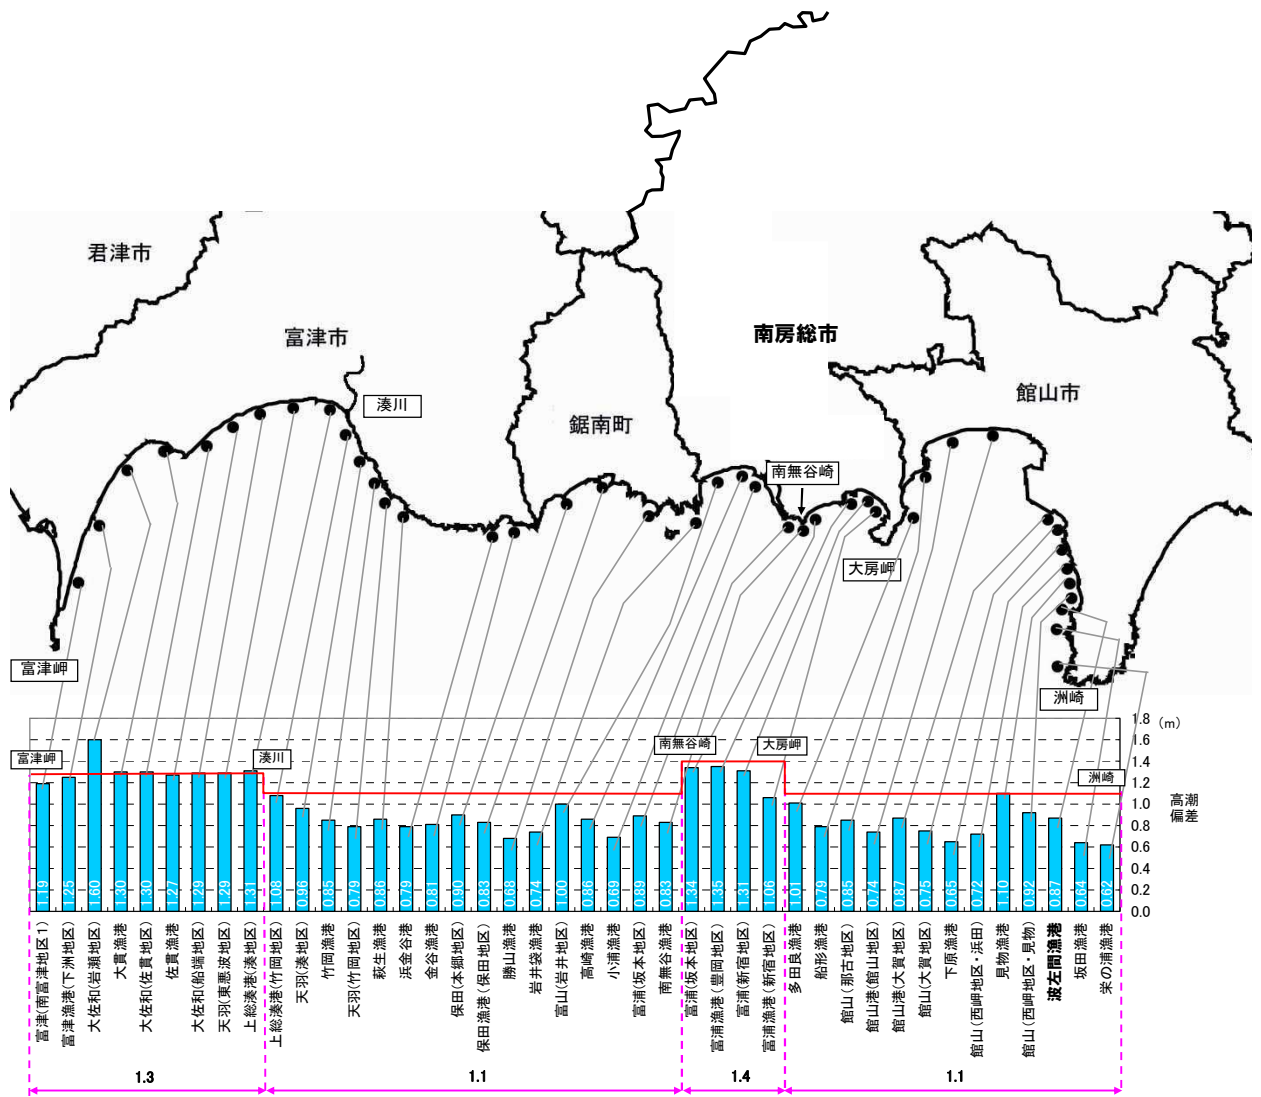 君津市
富津市
南房総市
館山市
鋸南町
湊川
南無谷崎
大房岬
富津岬
洲崎
富津岬
湊川
南無谷崎
大房岬
洲崎
1.8
(m)
1.6
1.4
1.2
1.0
0.8
0.6
0.4
0.2
0.0
高潮
偏差
1.19
1.25
1.60
1.30
1.30
1.27
1.29
1.29
1.31
1.08
0.96
0.85
0.79
0.86
0.79
0.81
0.90
0.83
0.68
0.74
1.00
0.86
0.69
0.89
0.83
1.34
1.35
1.31
1.06
1.01
0.79
0.85
0.74
0.87
0.75
0.65
0.72
1.10
0.92
0.87
0.64
0.62
富津(南富津地区1)
富津漁港(下洲地区)
大佐和(岩瀬地区)
大貫漁港
大佐和(佐貫地区)
佐貫漁港
大佐和(船端地区)
天羽(東悪波地区)
上総湊港(湊地区)
上総湊港(竹岡地区)
天羽(湊地区)
竹岡漁港
天羽(竹岡地区)
萩生漁港
浜金谷港
金谷漁港
保田(本郷地区)
保田漁港(保田地区)
勝山漁港
岩井袋漁港
富山(岩井地区)
高崎漁港
小浦漁港
富浦(坂本地区)
南無谷漁港
富浦(坂本地区)
富浦漁港(豊岡地区)
富浦(新宿地区)
富浦漁港(新宿地区)
多田良漁港
船形漁港
館山(那古地区)
館山港(館山地区)
館山港(大賀地区)
館山(大賀地区)
下原漁港
館山(西岬地区・浜田)
見物漁港
館山(西岬地区・見物)
波左間漁港
坂田漁港
栄の浦漁港
1.3
1.1
1.4
1.1